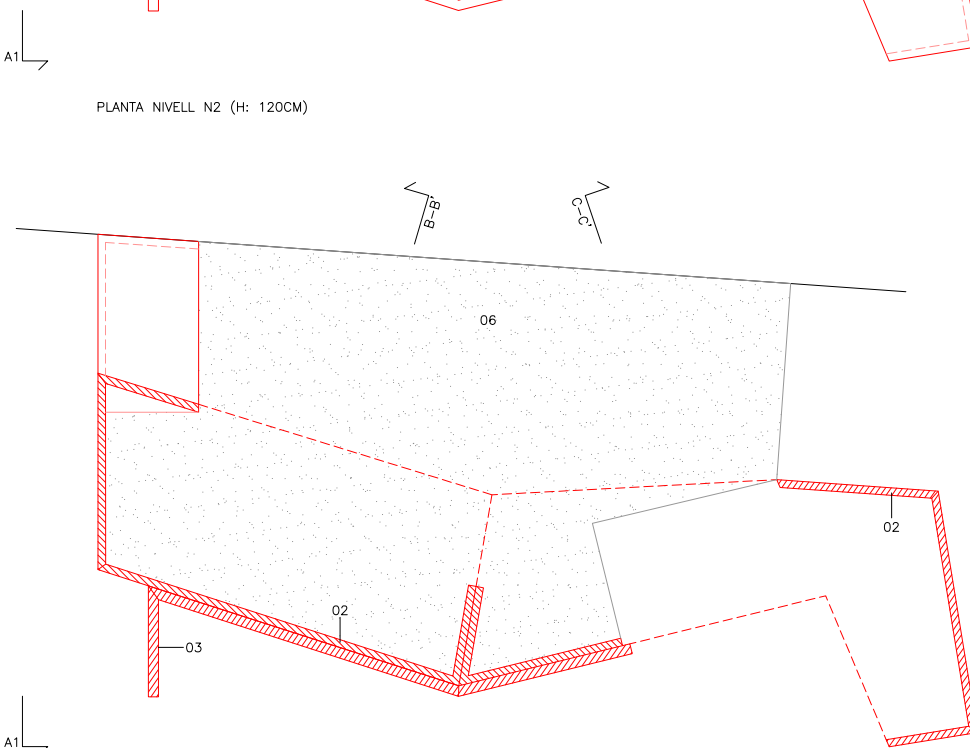 A1
PLANTA NIVELL N2 (H: 120CM)
B-B'
C-C'
06
02
02
03
A1